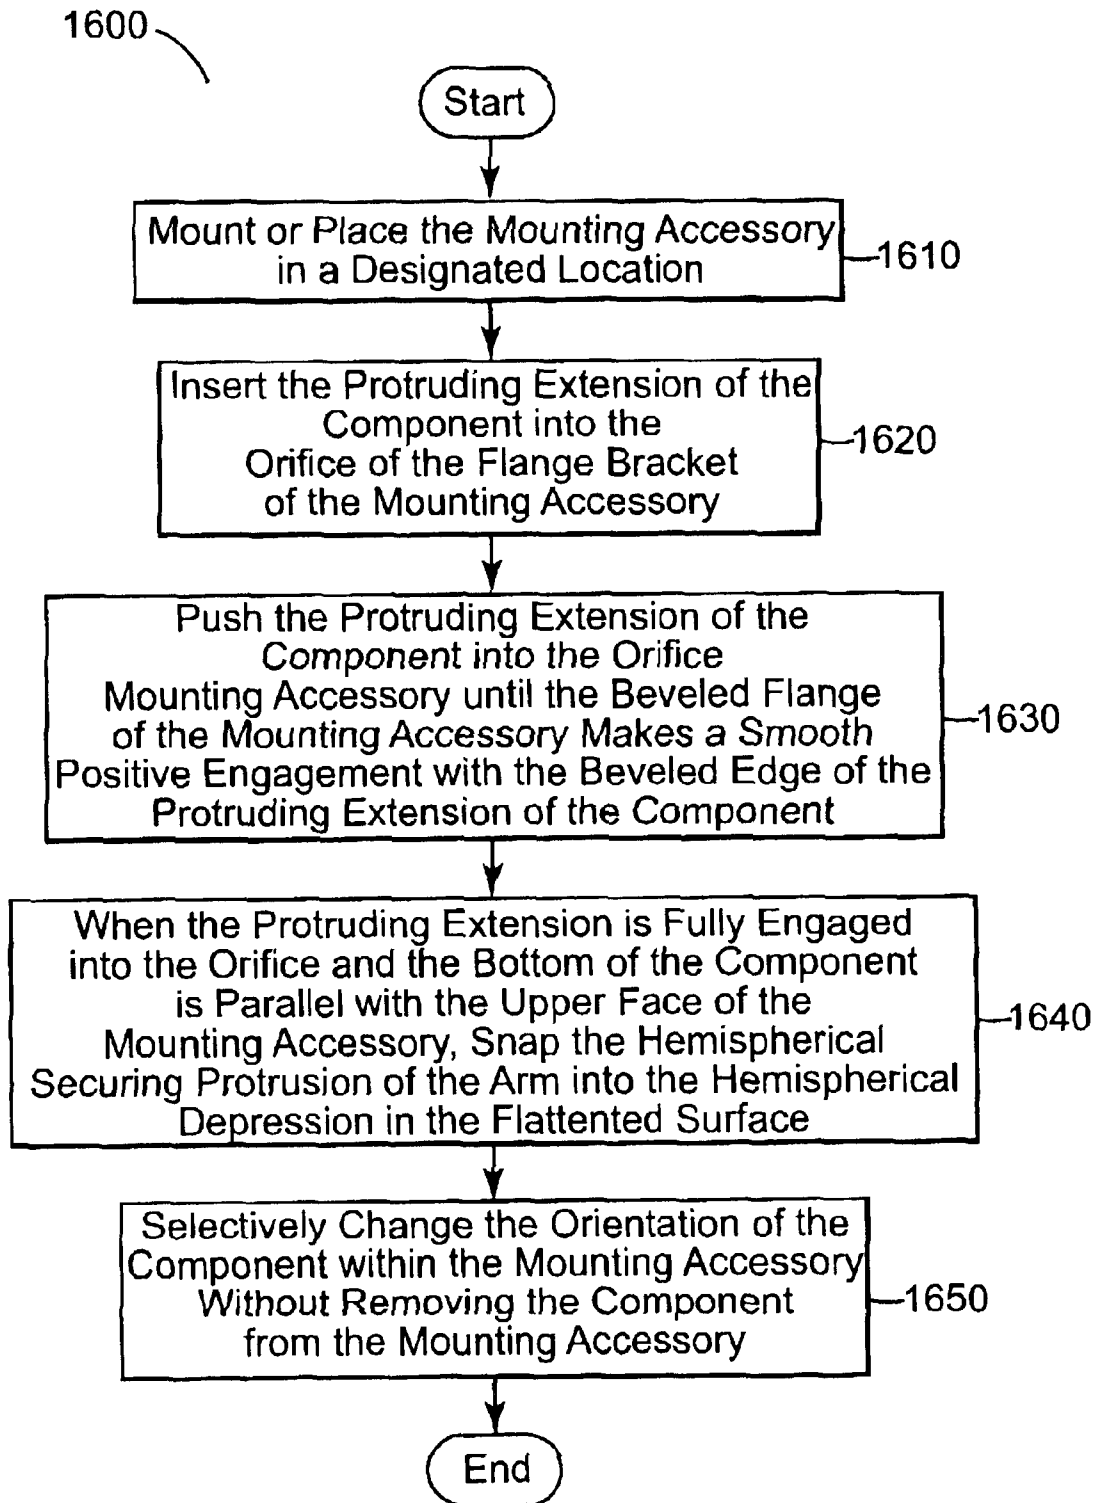 1600
Start
Mount or Place the Mounting Accessory
in a Designated Location
1610
Insert the Protruding Extension of the
Component into the
Orifice of the Flange Bracket
of the Mounting Accessory
1620
Push the Protruding Extension of the
Component into the Orifice
Mounting Accessory until the Beveled Flange
of the Mounting Accessory Makes a Smooth
Positive Engagement with the Beveled Edge of the
Protruding Extension of the Component
1630
When the Protruding Extension is Fully Engaged
into the Orifice and the Bottom of the Component
is Parallel with the Upper Face of the
Mounting Accessory, Snap the Hemispherical
Securing Protrusion of the Arm into the Hemispherical
Depression in the Flattented Surface
1640
Selectively Change the Orientation of the
Component within the Mounting Accessory
Without Removing the Component
from the Mounting Accessory
1650
End